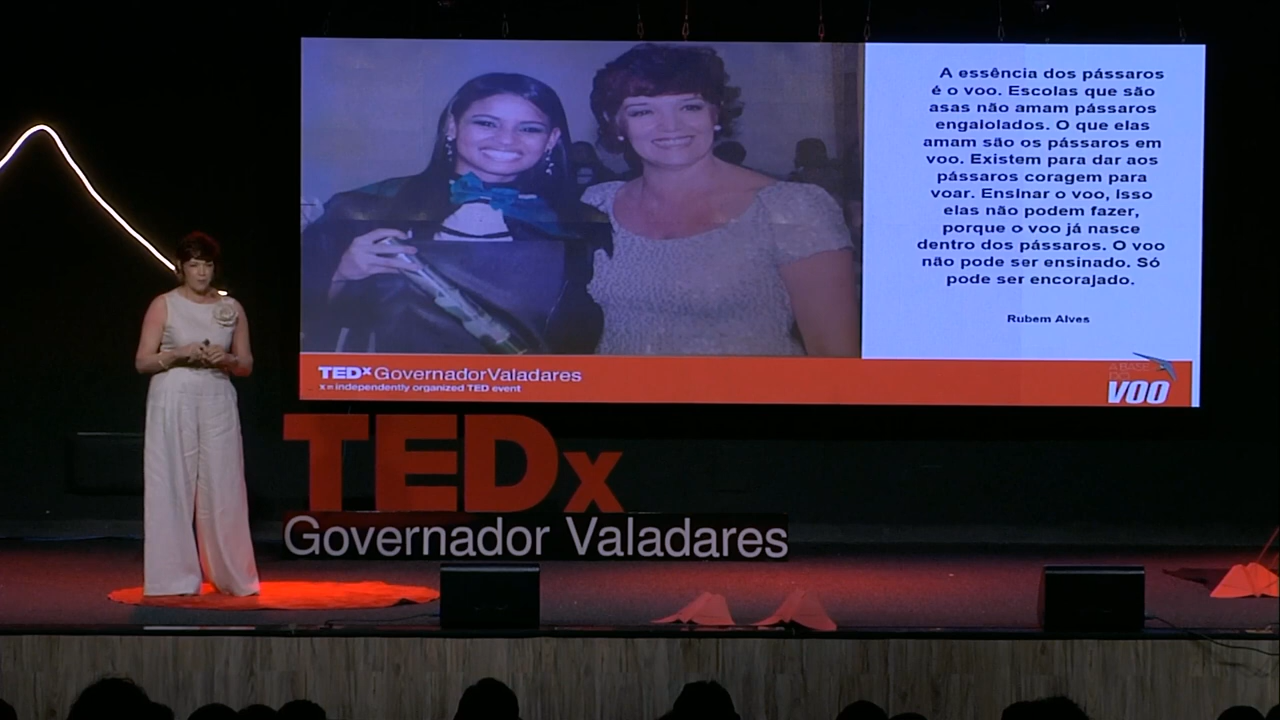 A essência dos pássaros
é o voo. Escolas que são
asas não amam pássaros
engaiolados. O que elas
amam são os pássaros em
voo. Existem para dar aos
pássaros coragem para
voar. Ensinar o voo, isso
elas não podem fazer,
porque o voo já nasce
dentro dos pássaros. O voo
não pode ser ensinado. Só
pode ser encorajado.
Rubem Alves
TEDxGovernadorValadares
x = independently organized TED event
A BASE
DO
VOO
TEDx
Governador Valadares